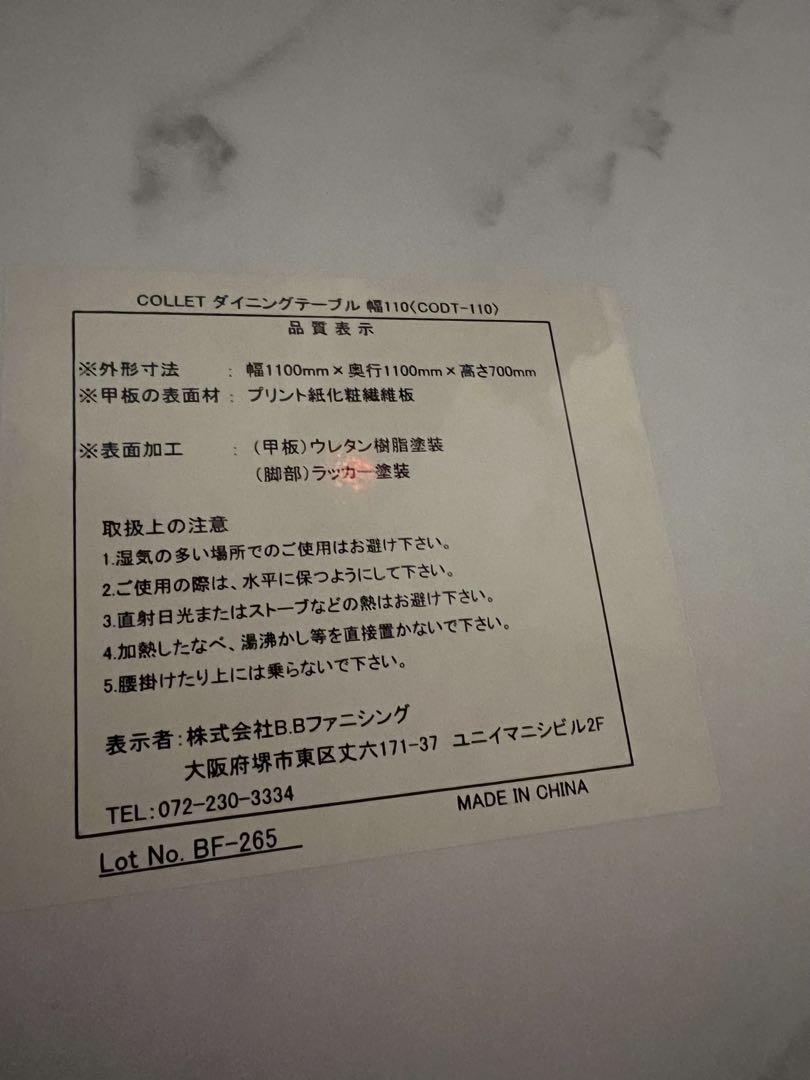 COLLET ダイニングテーブル 幅110〈CODT-110〉
品質表示
※外形寸法 : 幅1100mm×奥行1100mm×高さ700mm
※甲板の表面材 : プリント紙化粧繊維板
※表面加工 : (甲板)ウレタン樹脂塗装
(脚部)ラッカー塗装
取扱上の注意
1.湿気の多い場所でのご使用はお避け下さい。
2.ご使用の際は、水平に保つようにして下さい。
3.直射日光またはストーブなどの熱はお避け下さい。
4.加熱したなべ、湯沸かし等を直接置かないで下さい。
5.腰掛けたり上には乗らないで下さい。
表示者:株式会社B.Bファニシング
大阪府堺市東区丈六171-37 ユニイマニシビル2F
TEL:072-230-3334
MADE IN CHINA
Lot No. BF-265